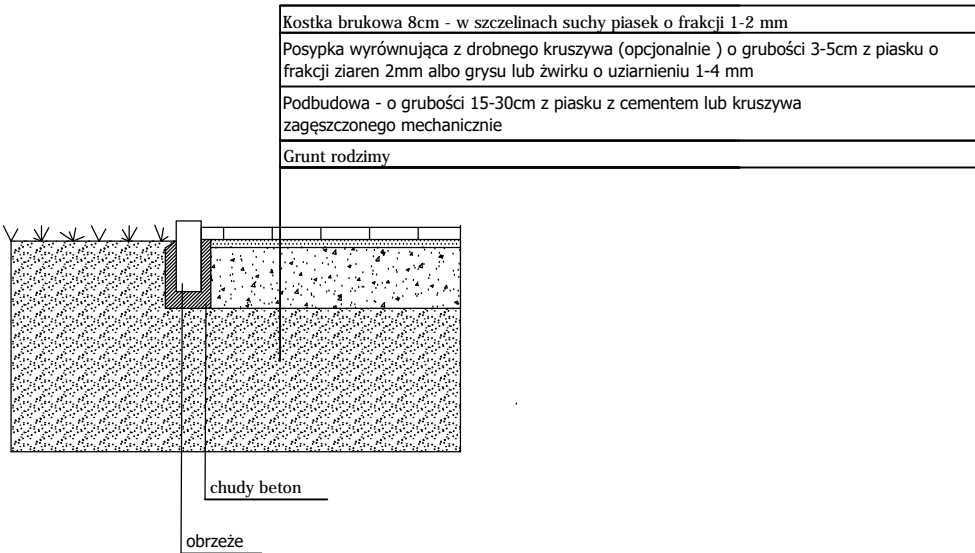 Kostka brukowa 8cm - w szczelinach suchy piasek o frakcji 1-2 mm
Posypka wyrównująca z drobnego kruszywa (opcjonalnie ) o grubości 3-5cm z piasku o
frakcji ziaren 2mm albo grysu lub żwirku o uziarnieniu 1-4 mm
Podbudowa - o grubości 15-30cm z piasku z cementem lub kruszywa
zagęszczonego mechanicznie
Grunt rodzimy
chudy beton
obrzeże